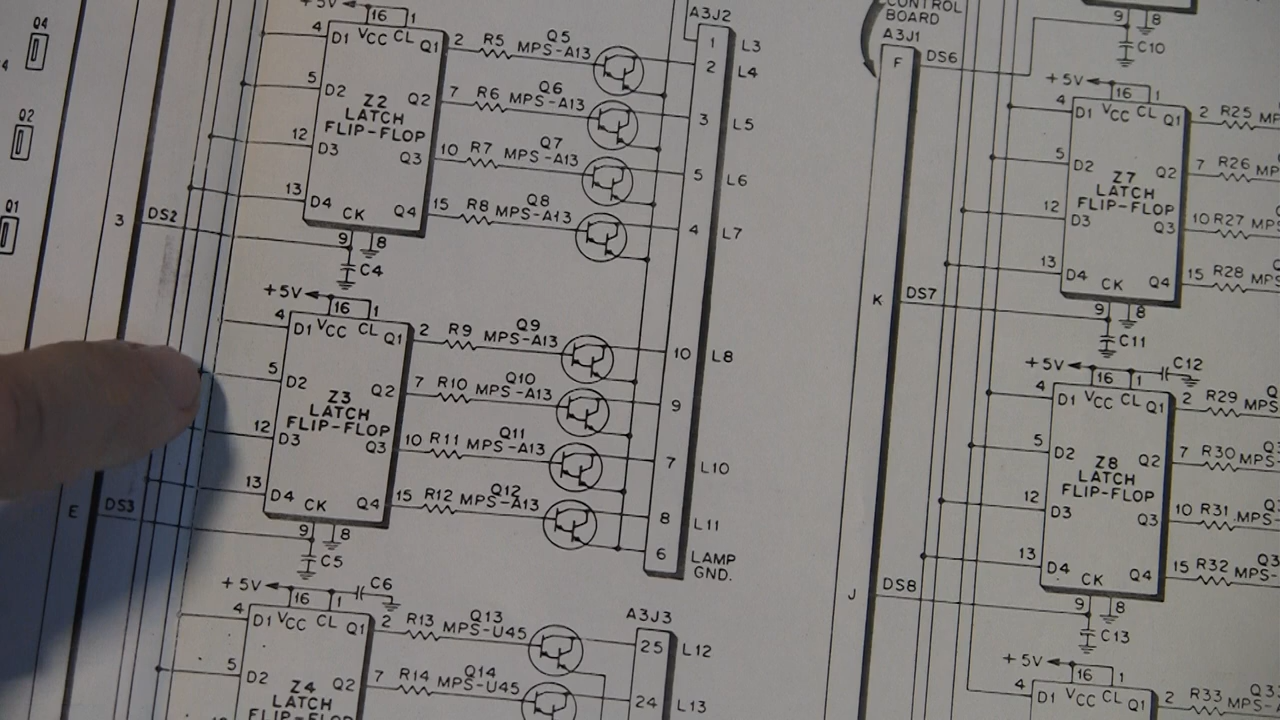 Q4
Q2
Q1
+5V
16
1
4
D1
VCC
CL
Q1
2
R5
Q5
MPS-A13
5
D2
Z2
LATCH
FLIP-FLOP
Q2
7
R6
Q6
MPS-A13
12
D3
Q3
10
R7
Q7
MPS-A13
13
D4
CK
Q4
15
R8
Q8
MPS-A13
9
8
C4
3
DS2
A3J2
1
L3
2
L4
3
L5
5
L6
4
L7
10
L8
9
7
L10
8
L11
6
LAMP
GND.
+5V
16
1
4
D1
VCC
CL
Q1
2
R9
Q9
MPS-A13
5
D2
Z3
LATCH
FLIP-FLOP
Q2
7
R10
Q10
MPS-A13
12
D3
Q3
10
R11
Q11
MPS-A13
13
D4
CK
Q4
15
R12
Q12
MPS-A13
9
8
C5
E
DS3
+5V
16
1
C6
4
D1
VCC
CL
Q1
2
R13
Q13
MPS-U45
5
D2
Z4
LATCH
FLIP-FLOP
Q2
7
R14
Q14
MPS-U45
A3J3
25
L12
24
L13
CONTROL
BOARD
A3J1
F
DS6
K
DS7
J
DS8
9
8
C10
+5V
16
1
4
D1
VCC
CL
Q1
2
R25
5
D2
Z7
LATCH
FLIP-FLOP
Q2
7
R26
12
D3
Q3
10
R27
13
D4
CK
Q4
15
R28
9
8
C11
+5V
16
1
C12
4
D1
VCC
CL
Q1
2
R29
5
D2
Z8
LATCH
FLIP-FLOP
Q2
7
R30
12
D3
Q3
10
R31
13
D4
CK
Q4
15
R32
9
8
C13
+5V
16
1
4
D1
VCC
CL
Q1
2
R33